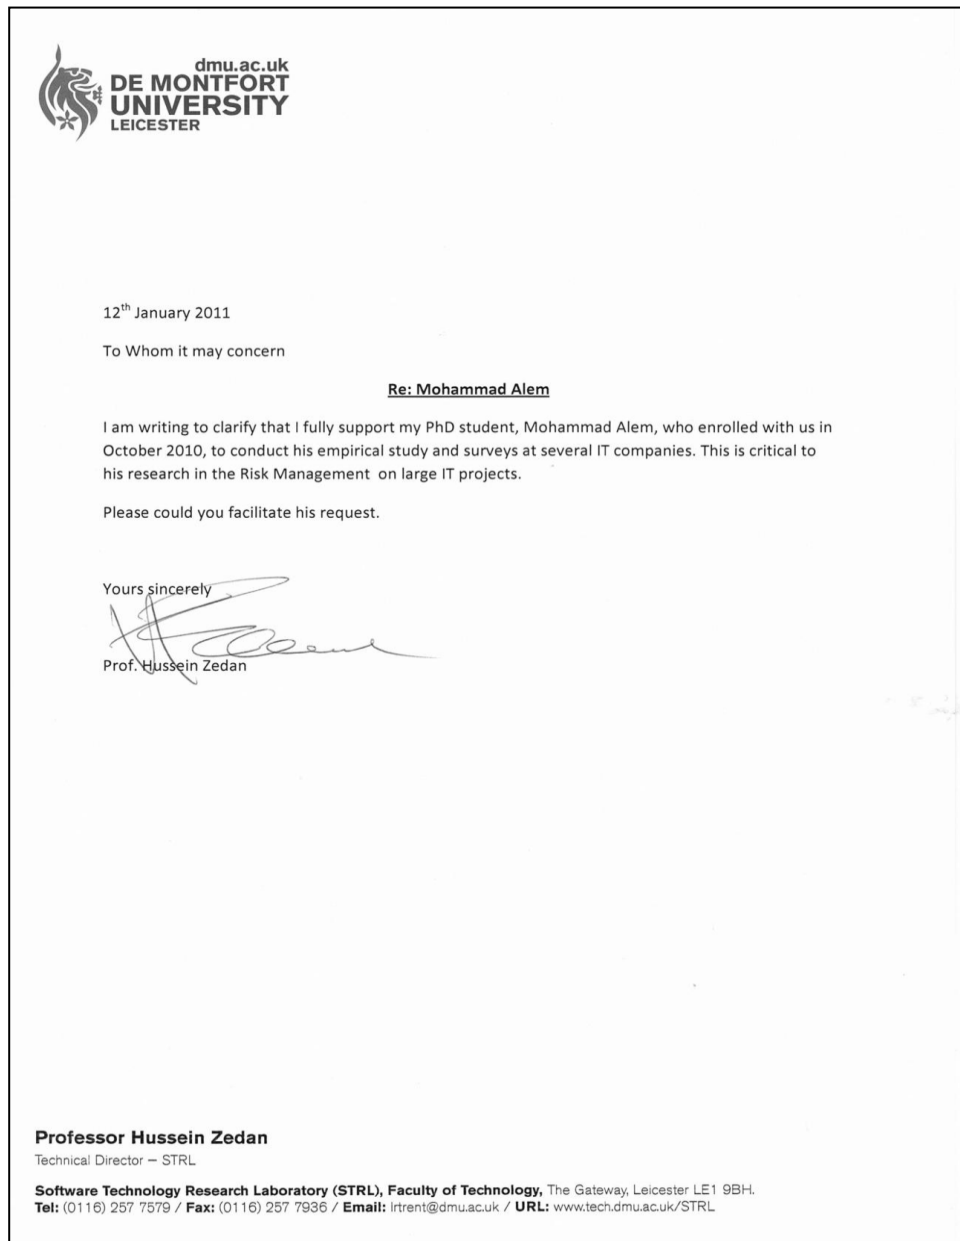 dmu.ac.uk
DE MONTFORT
UNIVERSITY
LEICESTER
12th January 2011
To Whom it may concern
Re: Mohammad Alem
I am writing to clarify that I fully support my PhD student, Mohammad Alem, who enrolled with us in
October 2010, to conduct his empirical study and surveys at several IT companies. This is critical to
his research in the Risk Management on large IT projects.
Please could you facilitate his request.
Yours sincerely
Prof. Hussein Zedan
Professor Hussein Zedan
Technical Director – STRL
Software Technology Research Laboratory (STRL), Faculty of Technology, The Gateway, Leicester LE1 9BH.
Tel: (0116) 257 7579 / Fax: (0116) 257 7936 / Email: lrtrent@dmu.ac.uk / URL: www.tech.dmu.ac.uk/STRL